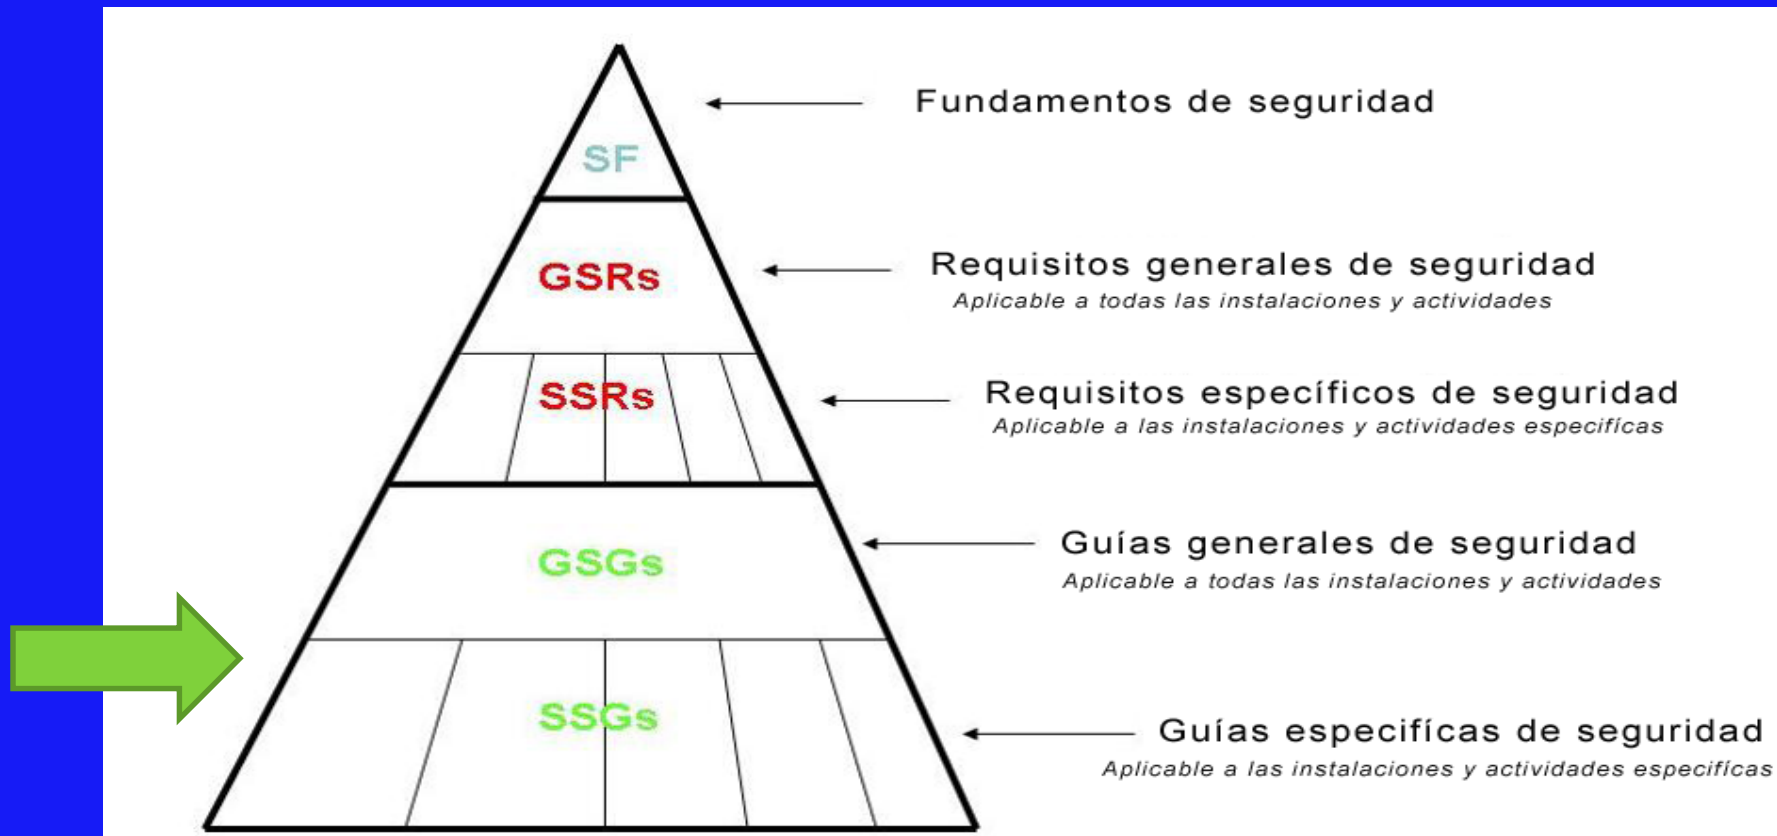 Fundamentos de seguridad
SF
GSRs
Requisitos generales de seguridad
Aplicable a todas las instalaciones y actividades
SSRs
Requisitos específicos de seguridad
Aplicable a las instalaciones y actividades especifícas
GSGs
Guías generales de seguridad
Aplicable a todas las instalaciones y actividades
SSGs
Guías especifícas de seguridad
Aplicable a las instalaciones y actividades especifícas